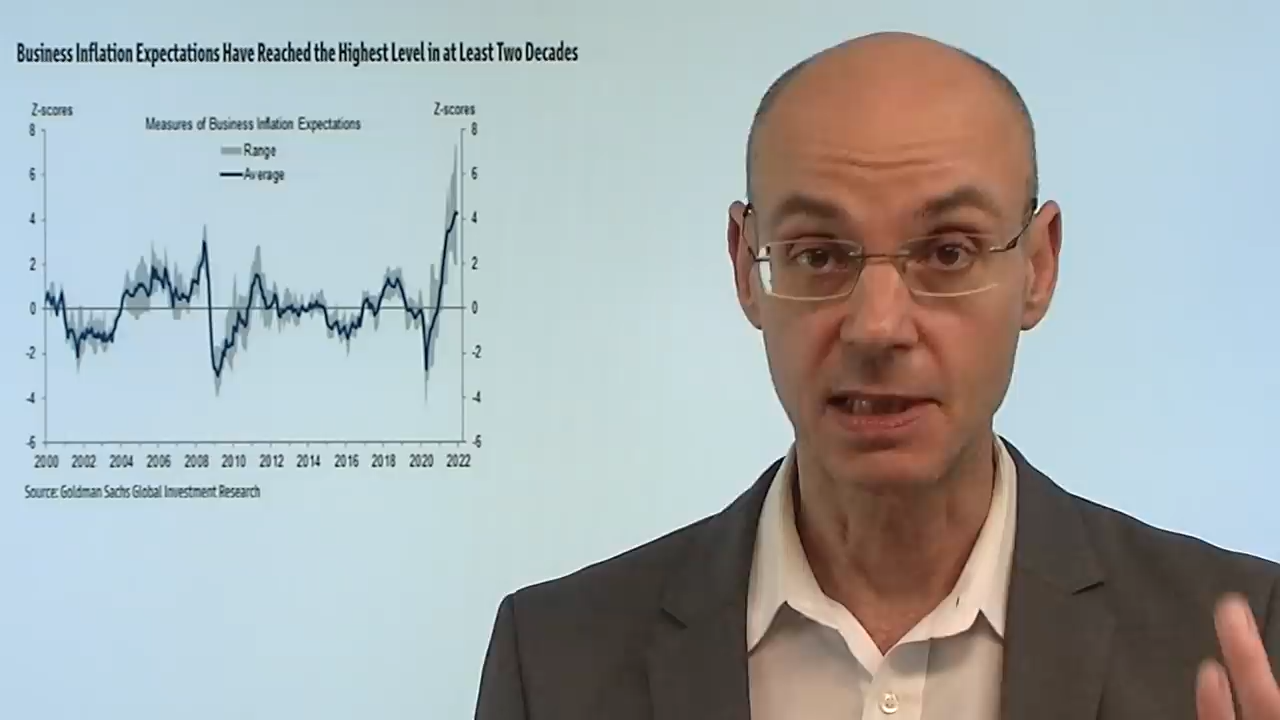 Business Inflation Expectations Have Reached the Highest Level in at Least Two Decades
Z-scores Z-scores
Measures of Business Inflation Expectations
Range
Average
8 8
6 6
4 4
2 2
0 0
-2 -2
-4 -4
-6 -6
2000 2002 2004 2006 2008 2010 2012 2014 2016 2018 2020 2022
Source: Goldman Sachs Global Investment Research